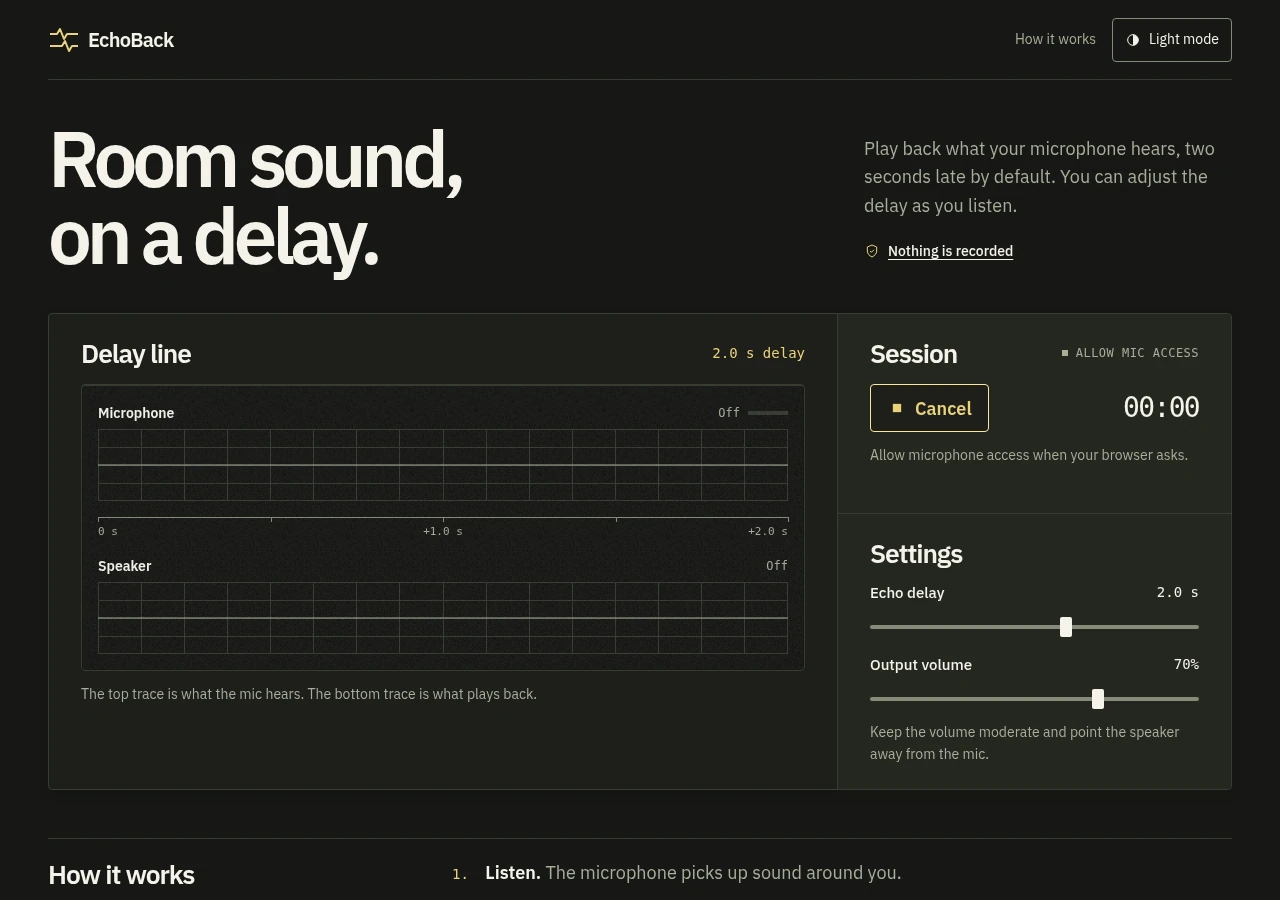 EchoBack
How it works
Light mode
Room sound,
on a delay.
Play back what your microphone hears, two
seconds late by default. You can adjust the
delay as you listen.
Nothing is recorded
Delay line
2.0 s delay
Microphone
Off
0 s
+1.0 s
+2.0 s
Speaker
Off
The top trace is what the mic hears. The bottom trace is what plays back.
Session
ALLOW MIC ACCESS
Cancel
00:00
Allow microphone access when your browser asks.
Settings
Echo delay
2.0 s
Output volume
70%
Keep the volume moderate and point the speaker
away from the mic.
How it works
1. Listen. The microphone picks up sound around you.